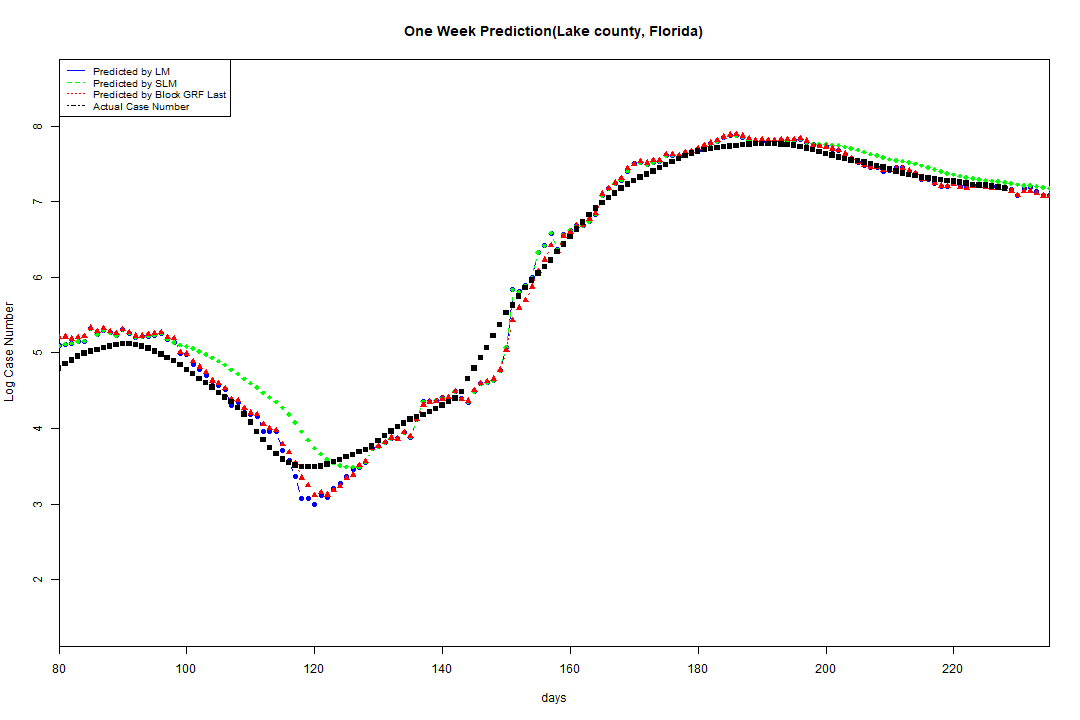 One Week Prediction(Lake county, Florida)
Predicted by LM
Predicted by SLM
Predicted by Block GRF Last
Actual Case Number
8
7
6
5
4
3
2
Log Case Number
80 100 120 140 160 180 200 220
days